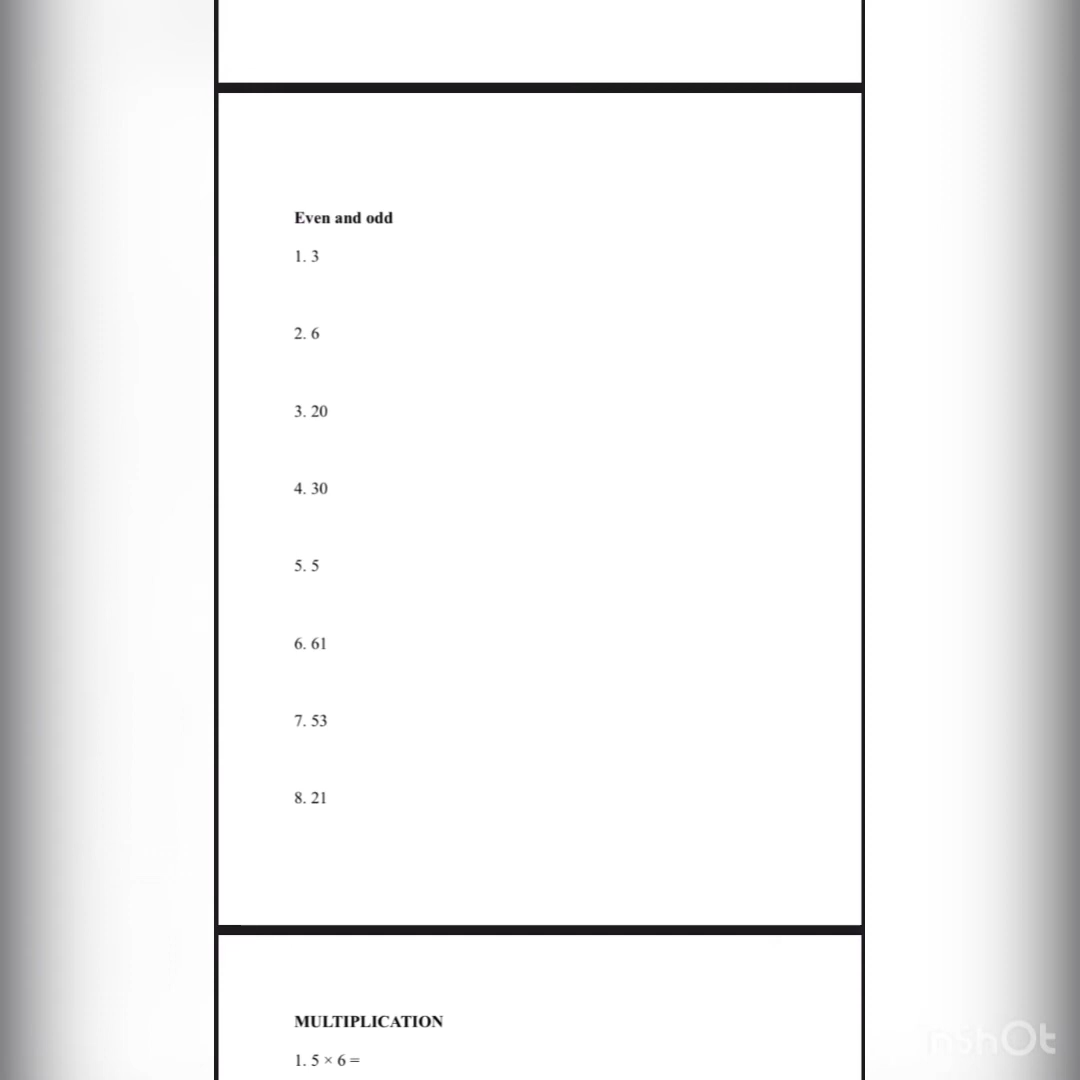 Even and odd
1. 3
2. 6
3. 20
4. 30
5. 5
6. 61
7. 53
8. 21
MULTIPLICATION
1. 5 × 6 =